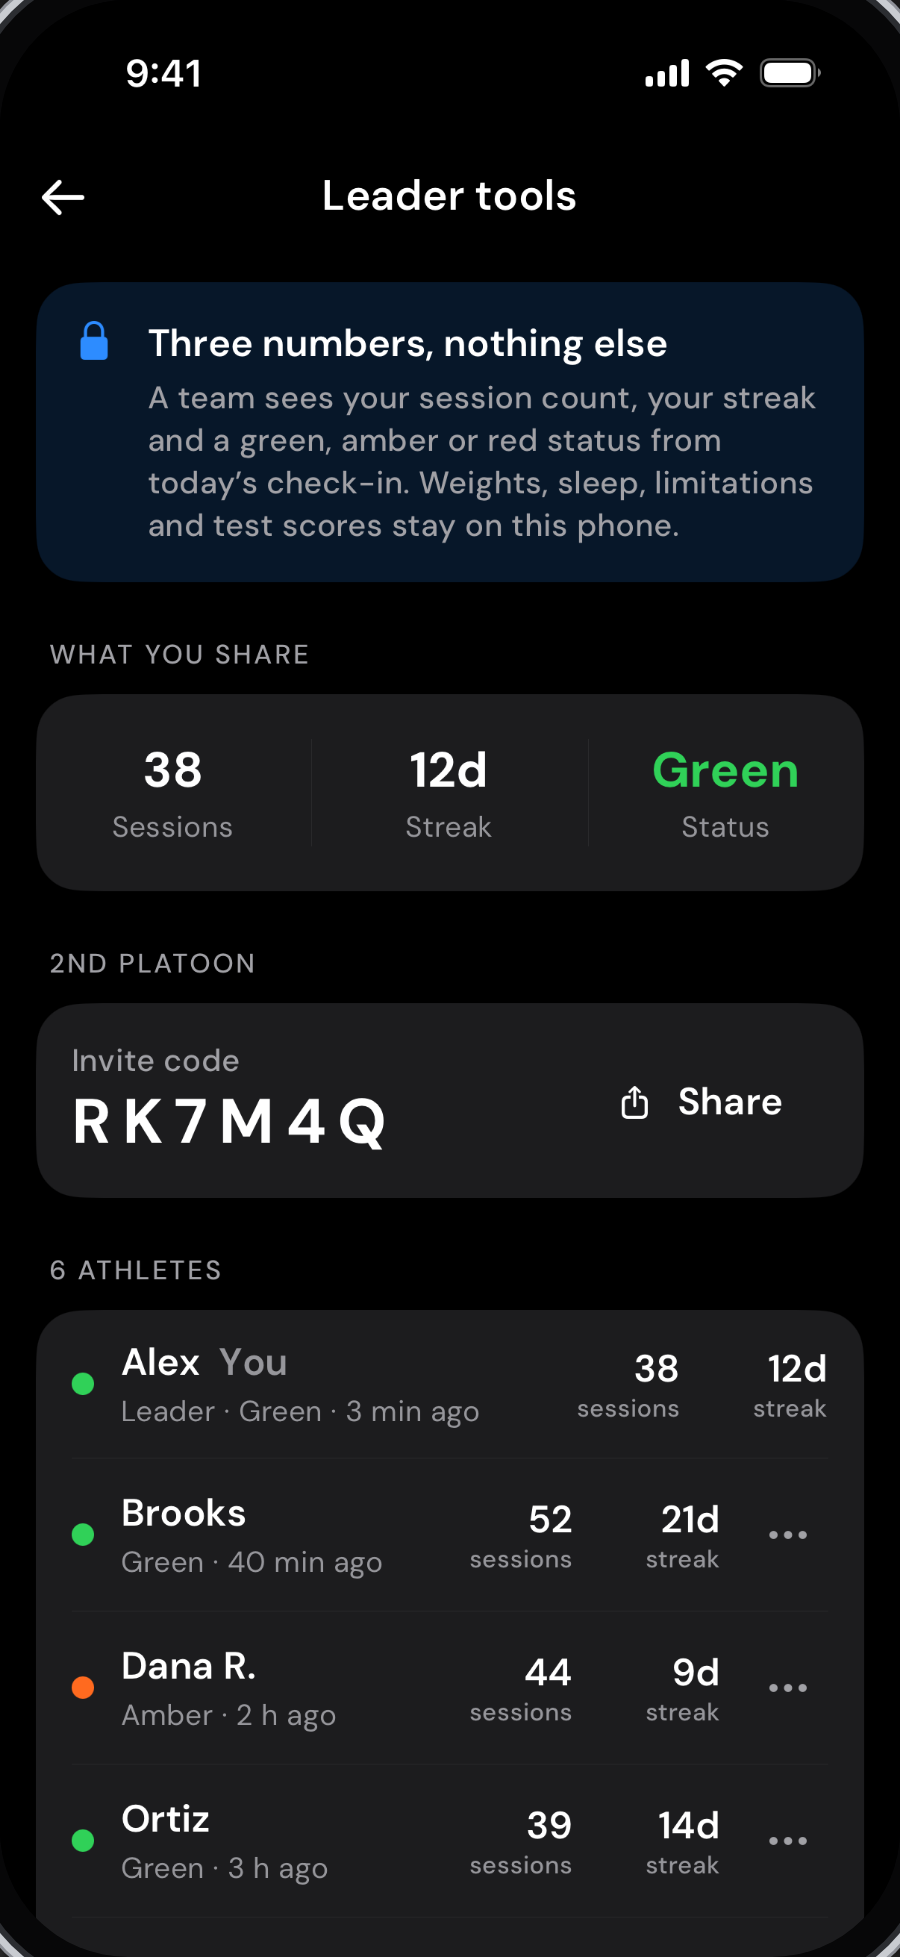 9:41
Leader tools
Three numbers, nothing else
A team sees your session count, your streak
and a green, amber or red status from
today’s check-in. Weights, sleep, limitations
and test scores stay on this phone.
WHAT YOU SHARE
38 12d Green
Sessions Streak Status
2ND PLATOON
Invite code
RK7M4Q
Share
6 ATHLETES
Alex You 38 12d
Leader · Green · 3 min ago sessions streak
Brooks 52 21d
Green · 40 min ago sessions streak
Dana R. 44 9d
Amber · 2 h ago sessions streak
Ortiz 39 14d
Green · 3 h ago sessions streak